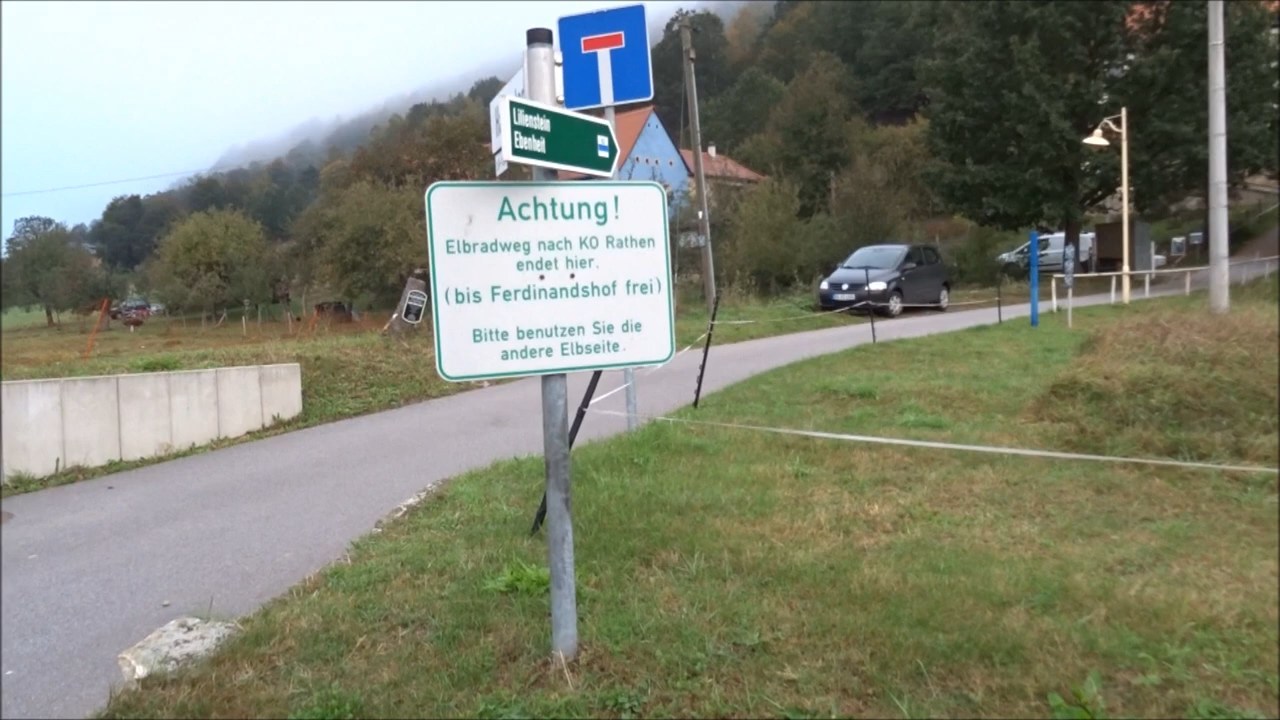 Lilienstein
Ebenheit
Achtung!
Elbradweg nach KO Rathen
endet hier.
(bis Ferdinandshof frei)
Bitte benutzen Sie die
andere Elbseite.